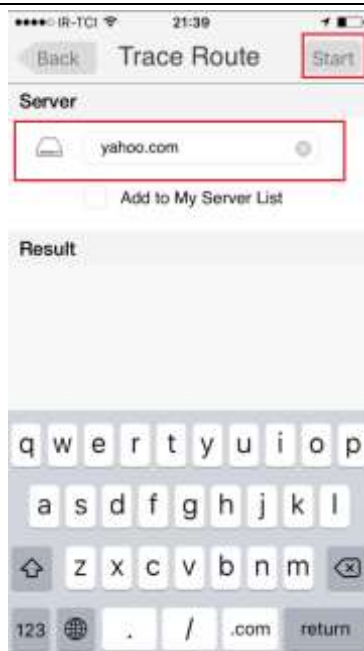 IR-TCI 21:39
Back Trace Route Start
Server
yahoo.com
Add to My Server List
Result
q w e r t y u i o p
a s d f g h j k l
z x c v b n m
123 . / .com return